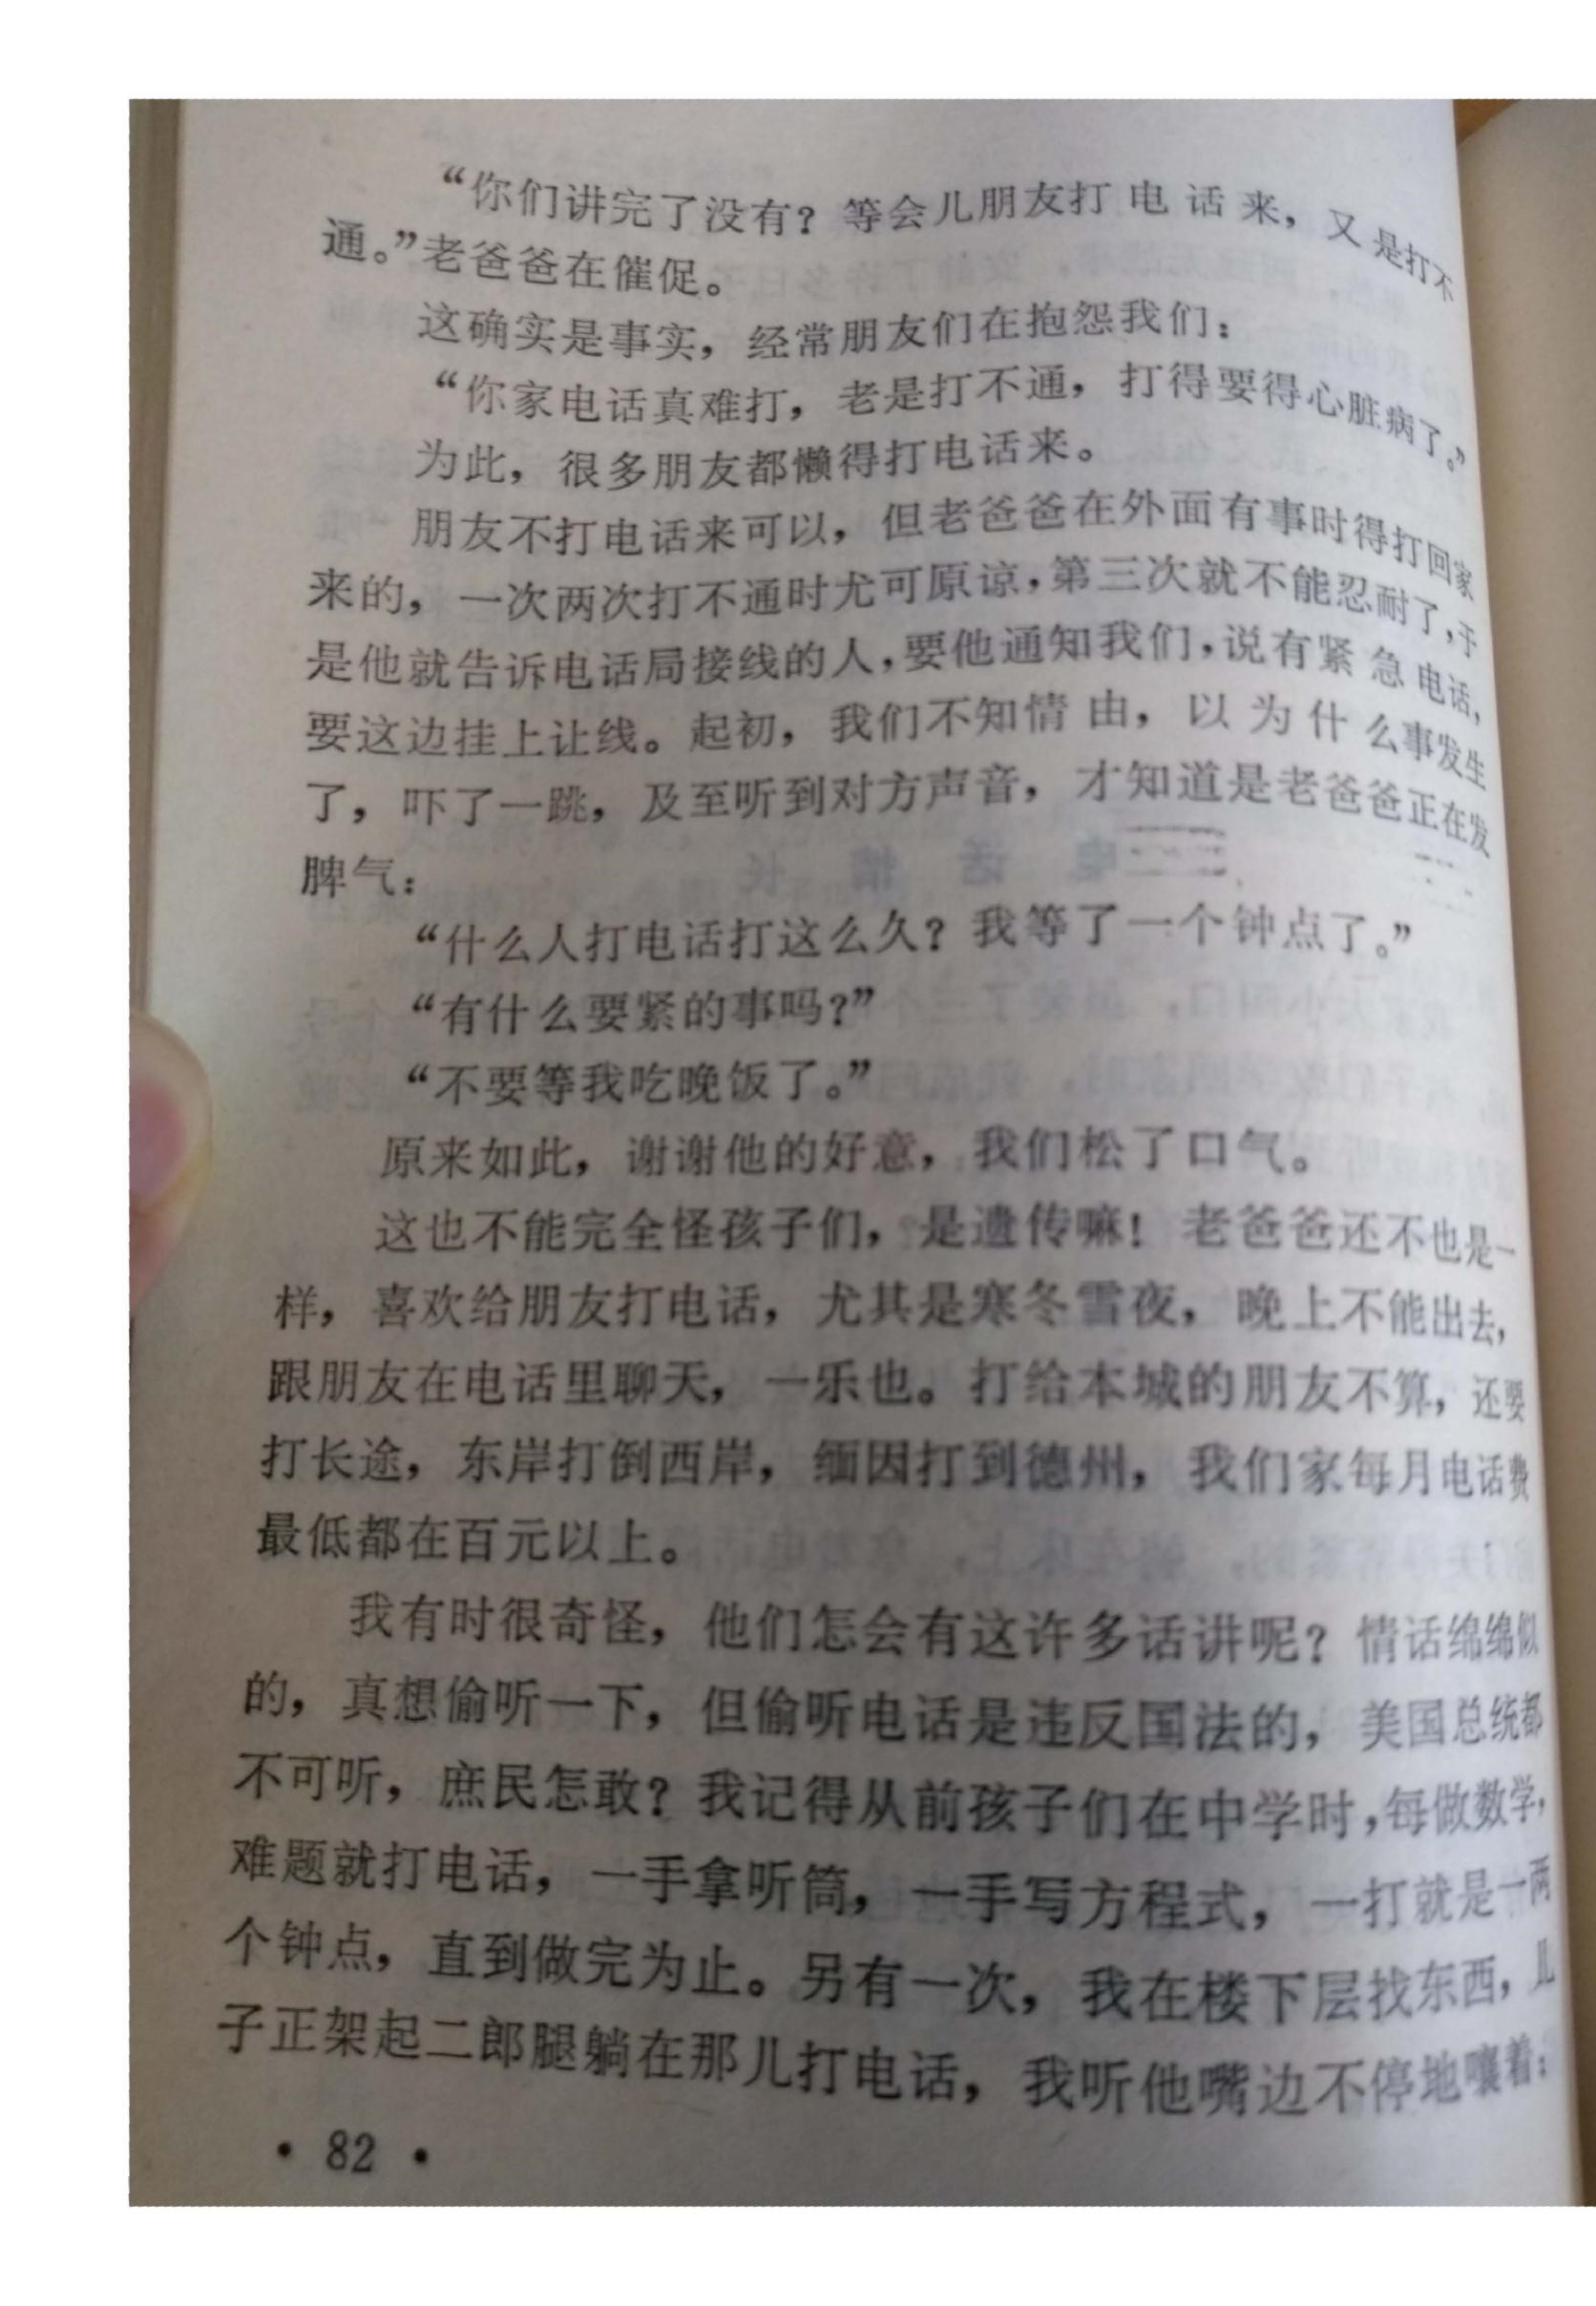 “你们讲完了没有？等会儿朋友打电话来，又是打不
通。”老爸爸在催促。
这确实是事实，经常朋友们在抱怨我们：
“你家电话真难打，老是打不通，打得要得心脏病了。”
为此，很多朋友都懒得打电话来。
朋友不打电话来可以，但老爸爸在外面有事时得打回家
来的，一次两次打不通时尤可原谅，第三次就不能忍耐了，于
是他就告诉电话局接线的人，要他通知我们，说有紧急电话，
要这边挂上让线。起初，我们不知情由，以为什么事发生
了，吓了一跳，及至听到对方声音，才知道是老爸爸正在发
脾气：
“什么人打电话打这么久？我等了一个钟点了。”
“有什么要紧的事吗？”
“不要等我吃晚饭了。”
原来如此，谢谢他的好意，我们松了口气。
这也不能完全怪孩子们，是遗传嘛！老爸爸还不也是一
样，喜欢给朋友打电话，尤其是寒冬雪夜，晚上不能出去，
跟朋友在电话里聊天，一乐也。打给本城的朋友不算，还要
打长途，东岸打倒西岸，缅因打到德州，我们家每月电话费
最低都在百元以上。
我有时很奇怪，他们怎会有这许多话讲呢？情话绵绵似
的，真想偷听一下，但偷听电话是违反国法的，美国总统都
不可听，庶民怎敢？我记得从前孩子们在中学时，每做数学，
难题就打电话，一手拿听筒，一手写方程式，一打就是一两
个钟点，直到做完为止。另有一次，我在楼下层找东西，儿
子正架起二郎腿躺在那儿打电话，我听他嘴边不停地嚷着：
• 82 •